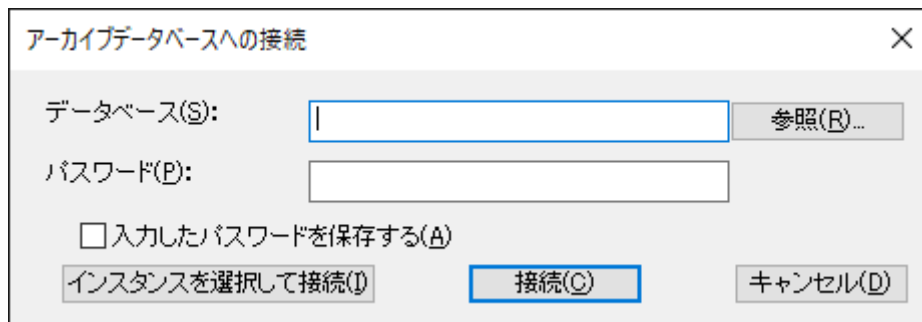 アーカイブデータベースへの接続
データベース(S):
参照(R)...
パスワード(P):
入力したパスワードを保存する(A)
インスタンスを選択して接続(I) 接続(C) キャンセル(D)